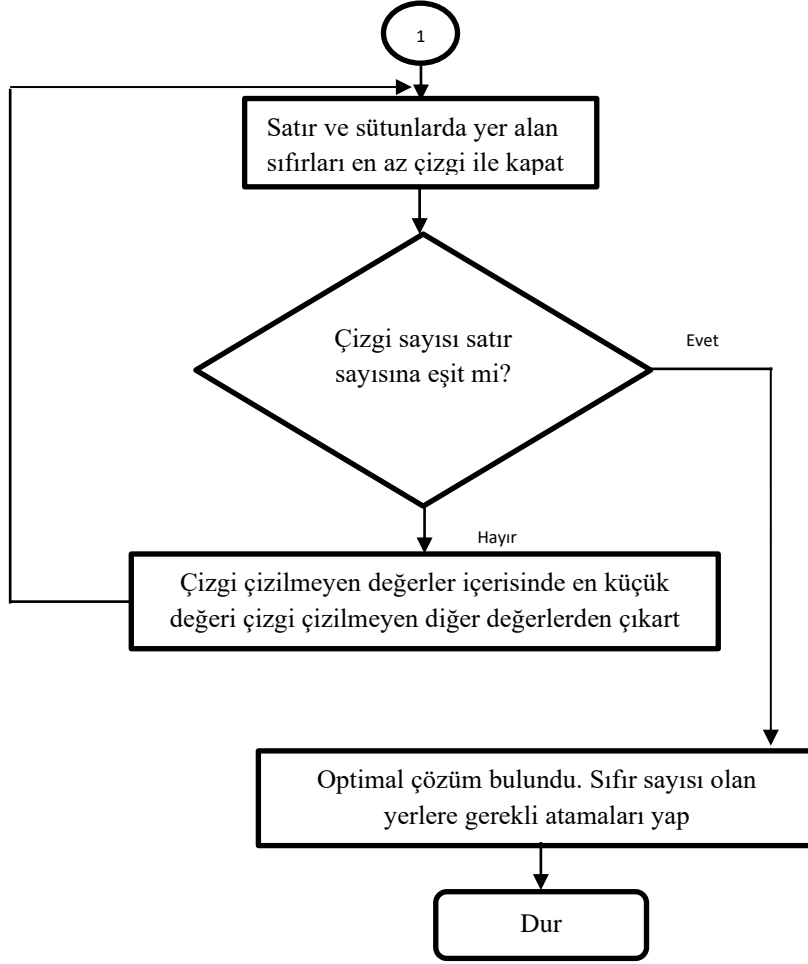 1
Satır ve sütunlarda yer alan
sıfırları en az çizgi ile kapat
Çizgi sayısı satır
sayısına eşit mi?
Evet
Hayır
Çizgi çizilmeyen değerler içerisinde en küçük
değeri çizgi çizilmeyen diğer değerlerden çıkart
Optimal çözüm bulundu. Sıfır sayısı olan
yerlere gerekli atamaları yap
Dur